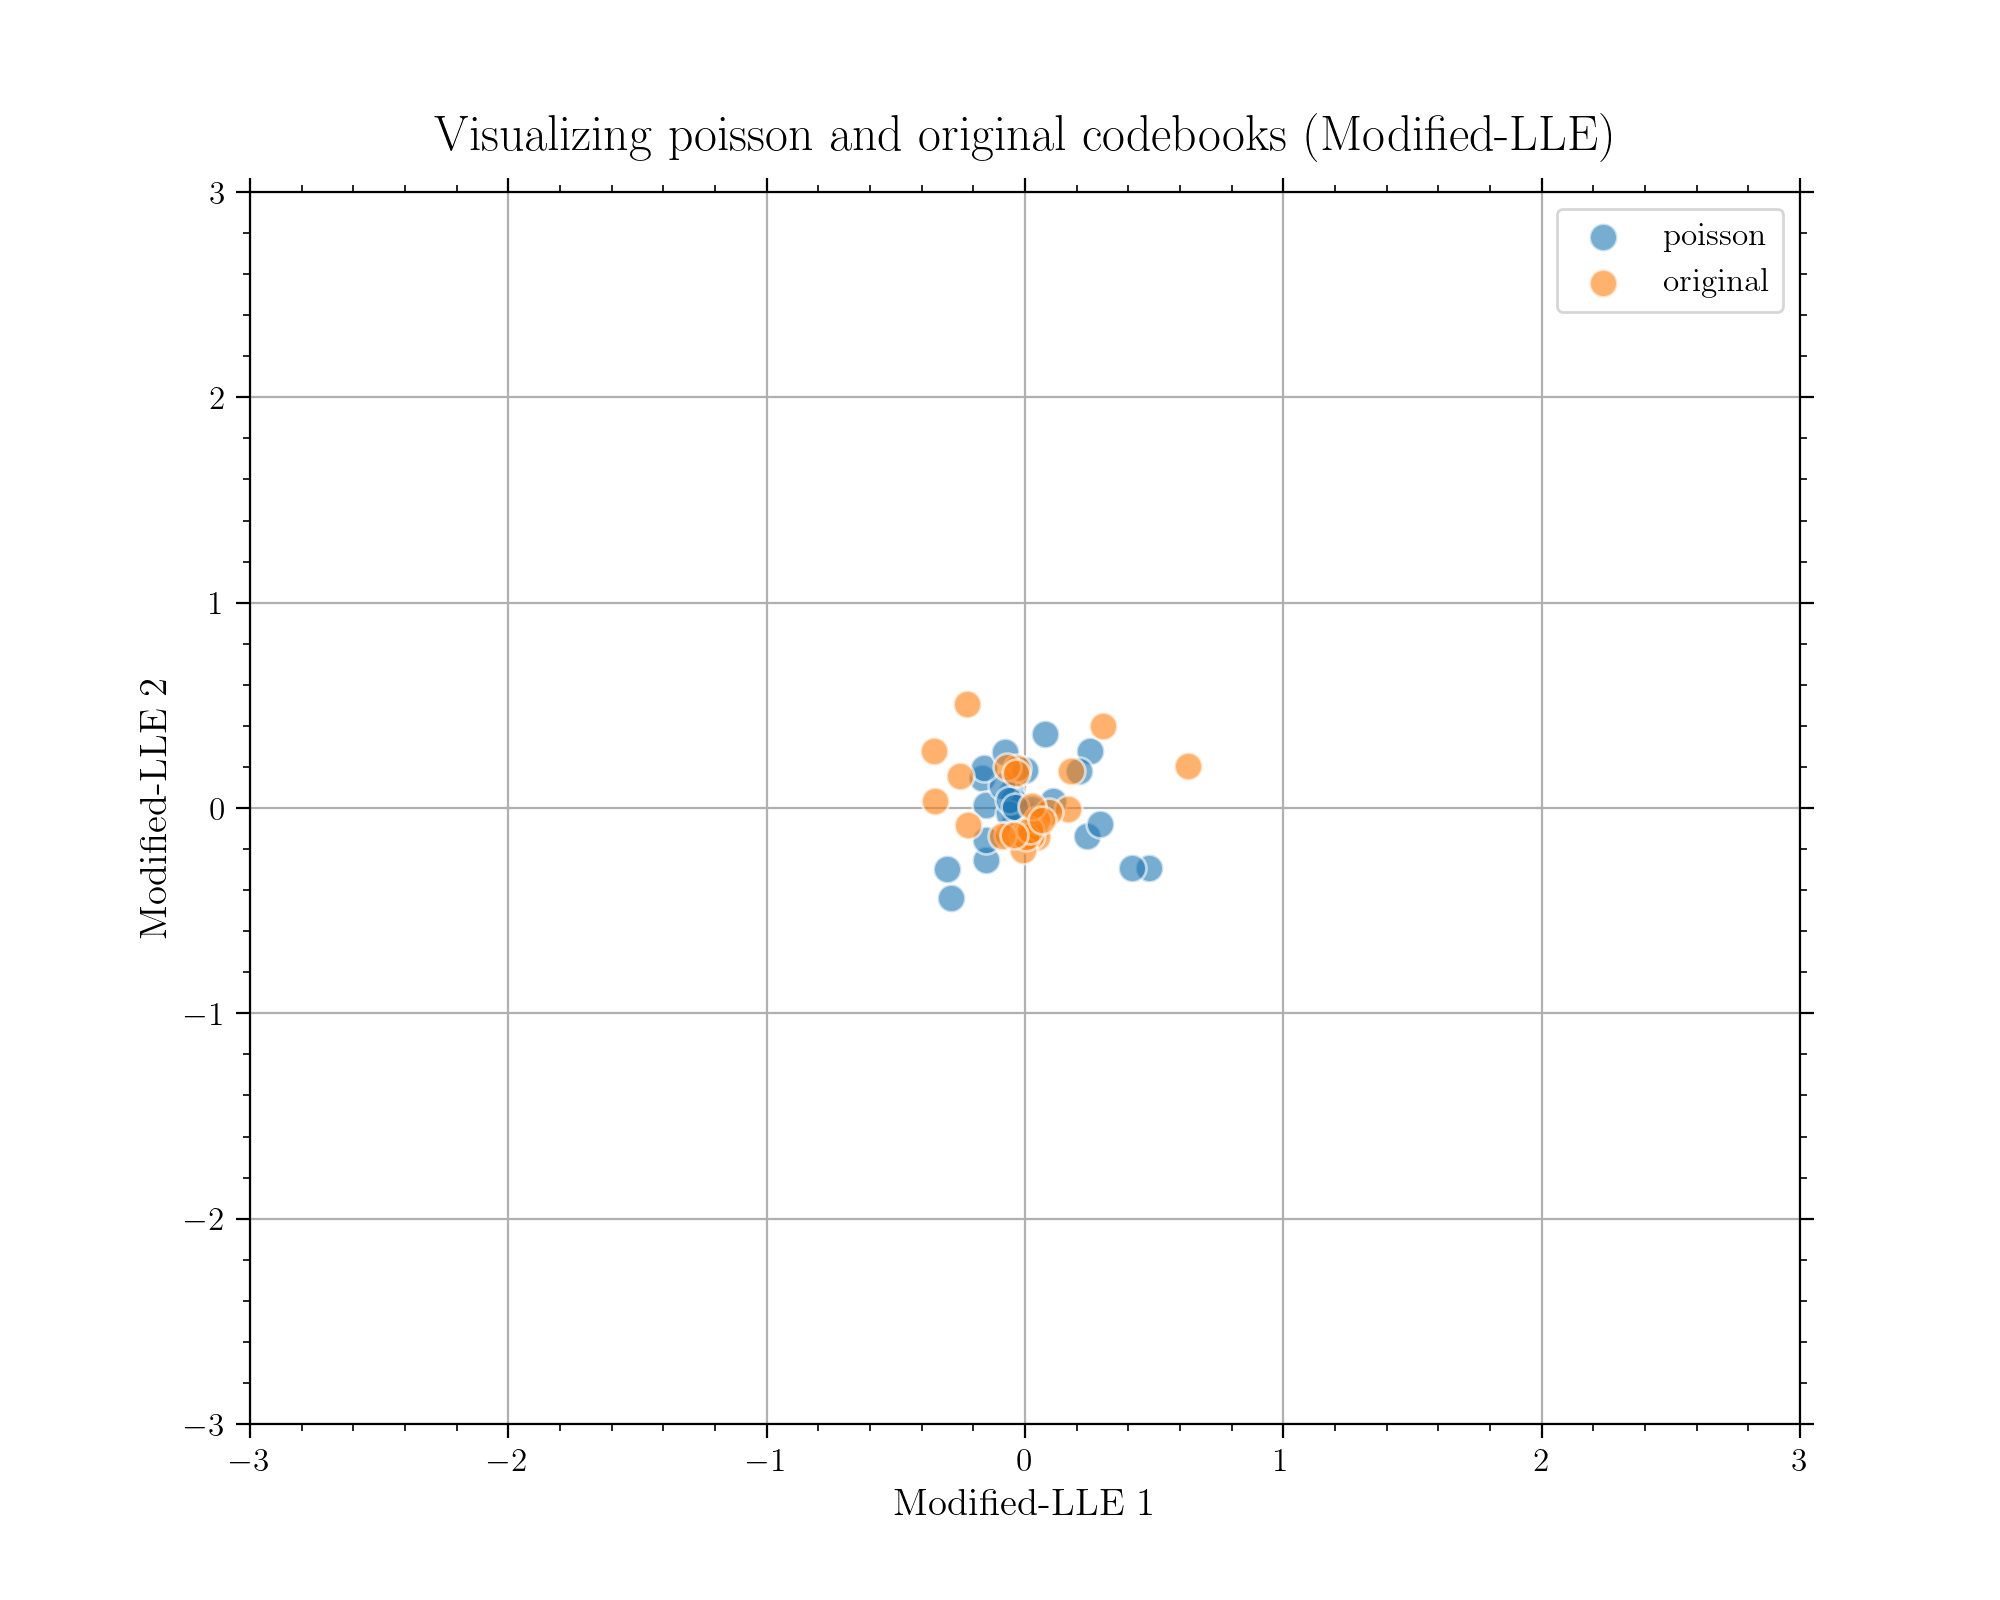 Visualizing poisson and original codebooks (Modified-LLE)
poisson
original
3
2
1
0
−1
−2
−3
Modified-LLE 2
−3
−2
−1
0
1
2
3
Modified-LLE 1